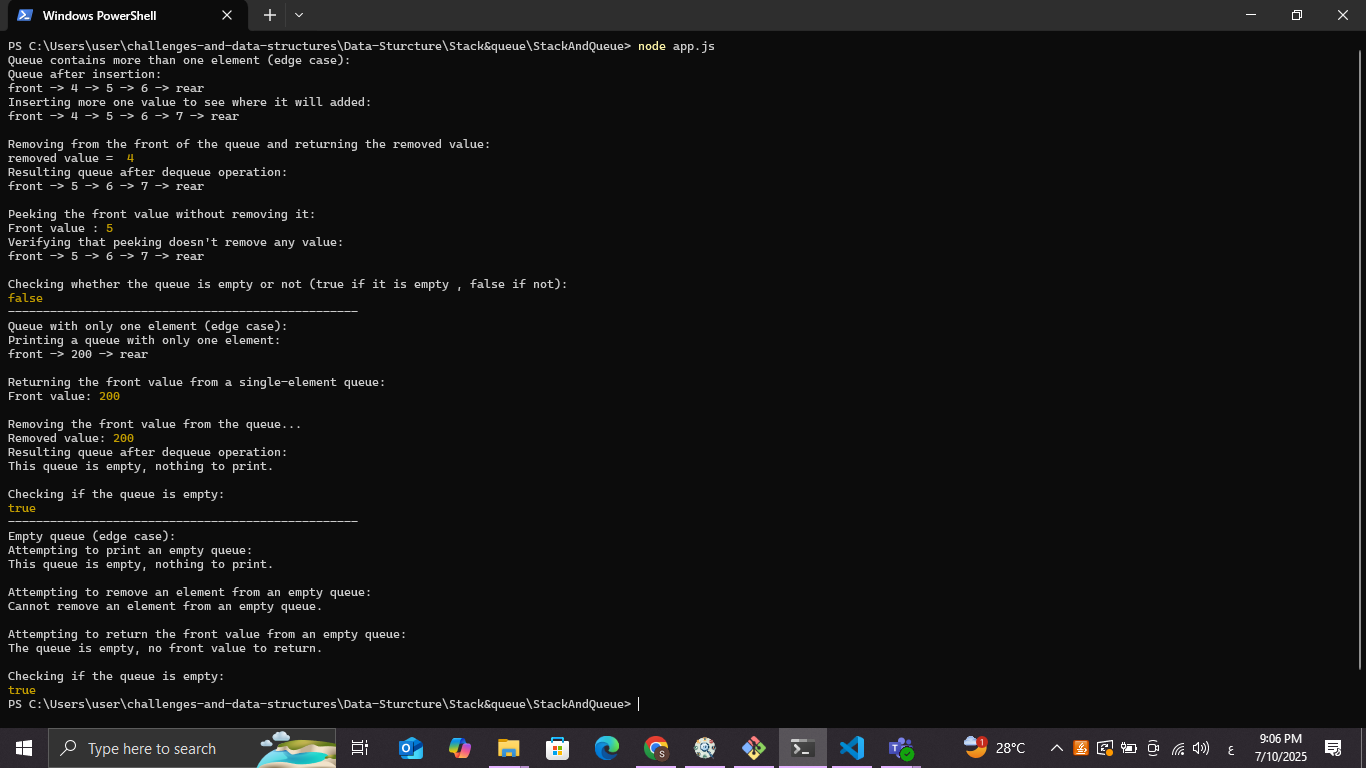 Windows PowerShell
PS C:\Users\user\challenges-and-data-structures\Data-Sturcture\Stack&queue\StackAndQueue> node app.js
Queue contains more than one element (edge case):
Queue after insertion:
front -> 4 -> 5 -> 6 -> rear
Inserting more one value to see where it will added:
front -> 4 -> 5 -> 6 -> 7 -> rear
Removing from the front of the queue and returning the removed value:
removed value =  4
Resulting queue after dequeue operation:
front -> 5 -> 6 -> 7 -> rear
Peeking the front value without removing it:
Front value : 5
Verifying that peeking doesn't remove any value:
front -> 5 -> 6 -> 7 -> rear
Checking whether the queue is empty or not (true if it is empty , false if not):
false
--------------------------------------------------
Queue with only one element (edge case):
Printing a queue with only one element:
front -> 200 -> rear
Returning the front value from a single-element queue:
Front value: 200
Removing the front value from the queue...
Removed value: 200
Resulting queue after dequeue operation:
This queue is empty, nothing to print.
Checking if the queue is empty:
true
--------------------------------------------------
Empty queue (edge case):
Attempting to print an empty queue:
This queue is empty, nothing to print.
Attempting to remove an element from an empty queue:
Cannot remove an element from an empty queue.
Attempting to return the front value from an empty queue:
The queue is empty, no front value to return.
Checking if the queue is empty:
true
PS C:\Users\user\challenges-and-data-structures\Data-Sturcture\Stack&queue\StackAndQueue>
Type here to search
1
28°C
ع
9:06 PM
7/10/2025